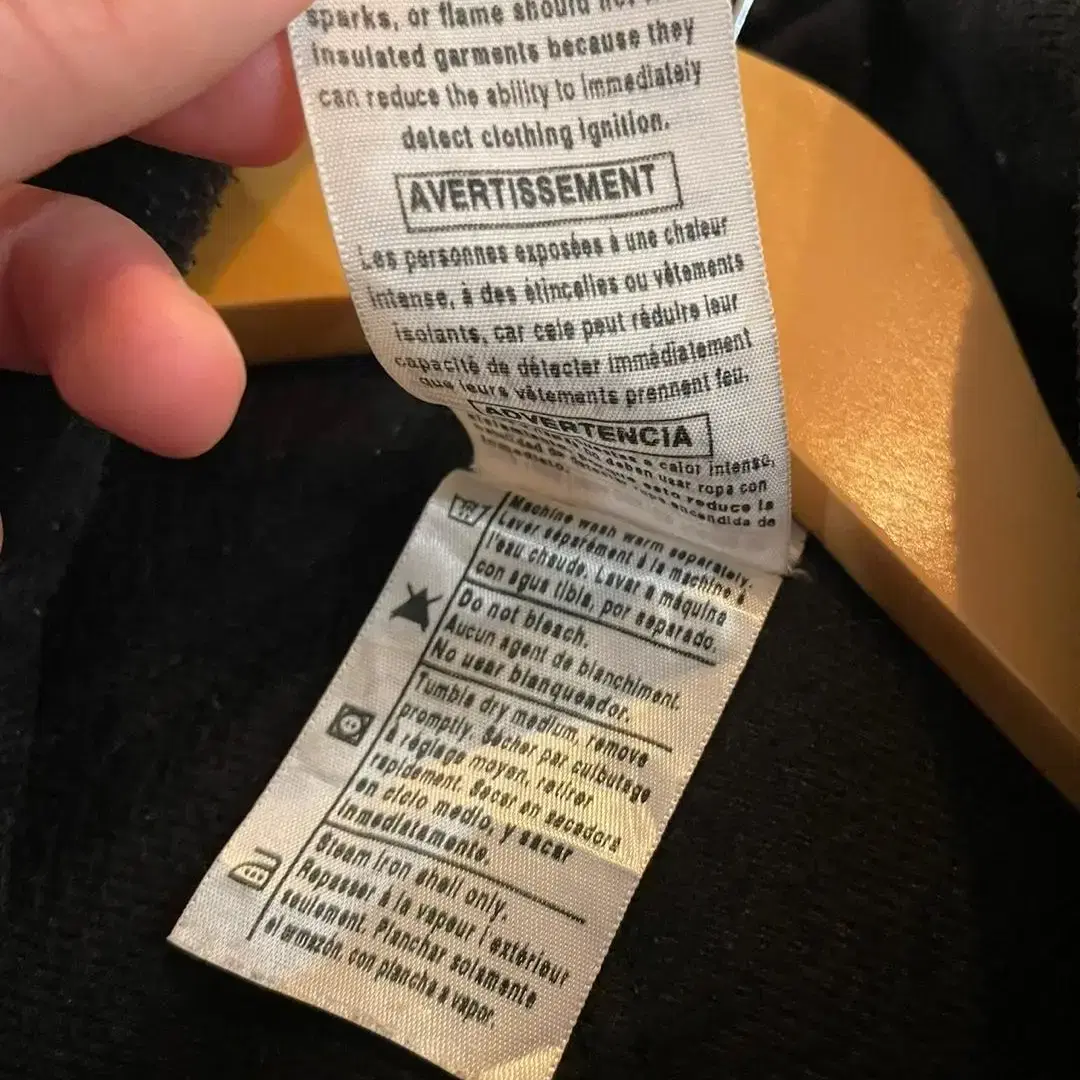 sparks, or flame should
insulated garments because they
can reduce the ability to immediately
detect clothing ignition.
AVERTISSEMENT
Les personnes exposées à une chaleur
intense, à des étincelles ou vêtements
isolants, car cele peut réduire leur
capacité de détecter immédiatement
que leurs vêtements prennent feu.
ADVERTENCIA
a calor intenso,
no deben usar ropa con
esto reduce la
encendida de
Machine wash warm separately.
Laver séparément à la machine à
l'eau chaude. Lavar a máquina
con agua tibia, por separado.
Do not bleach.
Aucun agent de blanchiment.
No usar blanqueador.
Tumble dry medium, remove
promptly. Sécher par culbutage
à réglage moyen, retirer
rapidement. Secar en secadora
en ciclo medio, y sacar
inmediatamente.
Steam iron shell only.
Repasser à la vapeur l'extérieur
seulement. Planchar solamente
el armazón, con plancha a vapor.